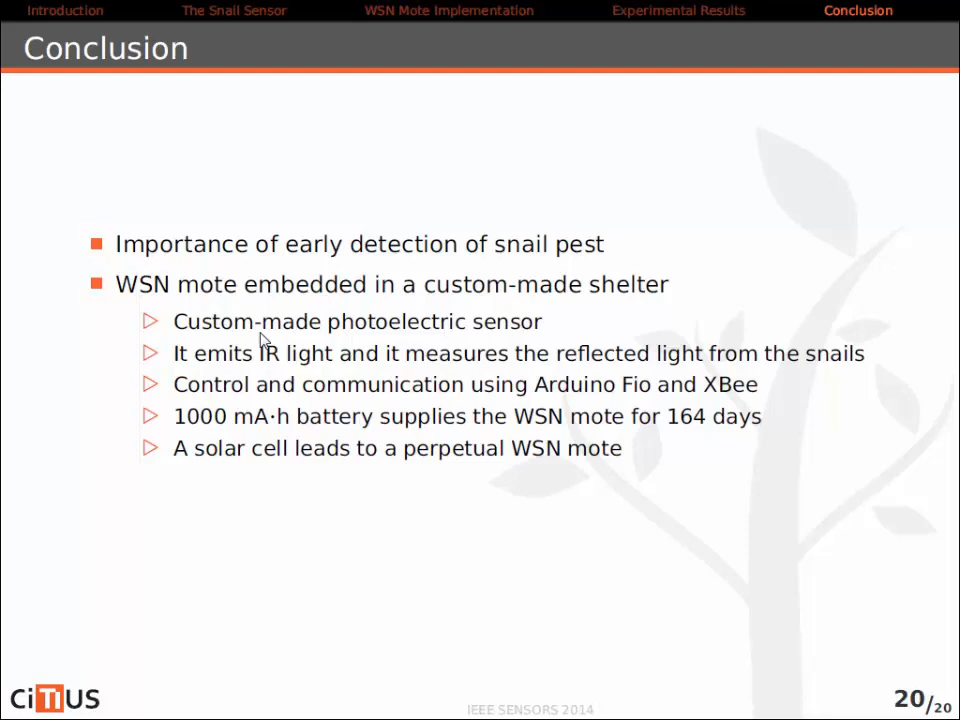 Introduction The Snail Sensor WSN Mote Implementation Experimental Results Conclusion
Conclusion
Importance of early detection of snail pest
WSN mote embedded in a custom-made shelter
Custom-made photoelectric sensor
It emits IR light and it measures the reflected light from the snails
Control and communication using Arduino Fio and XBee
1000 mA·h battery supplies the WSN mote for 164 days
A solar cell leads to a perpetual WSN mote
CiTIUS
IEEE SENSORS 2014
20/20